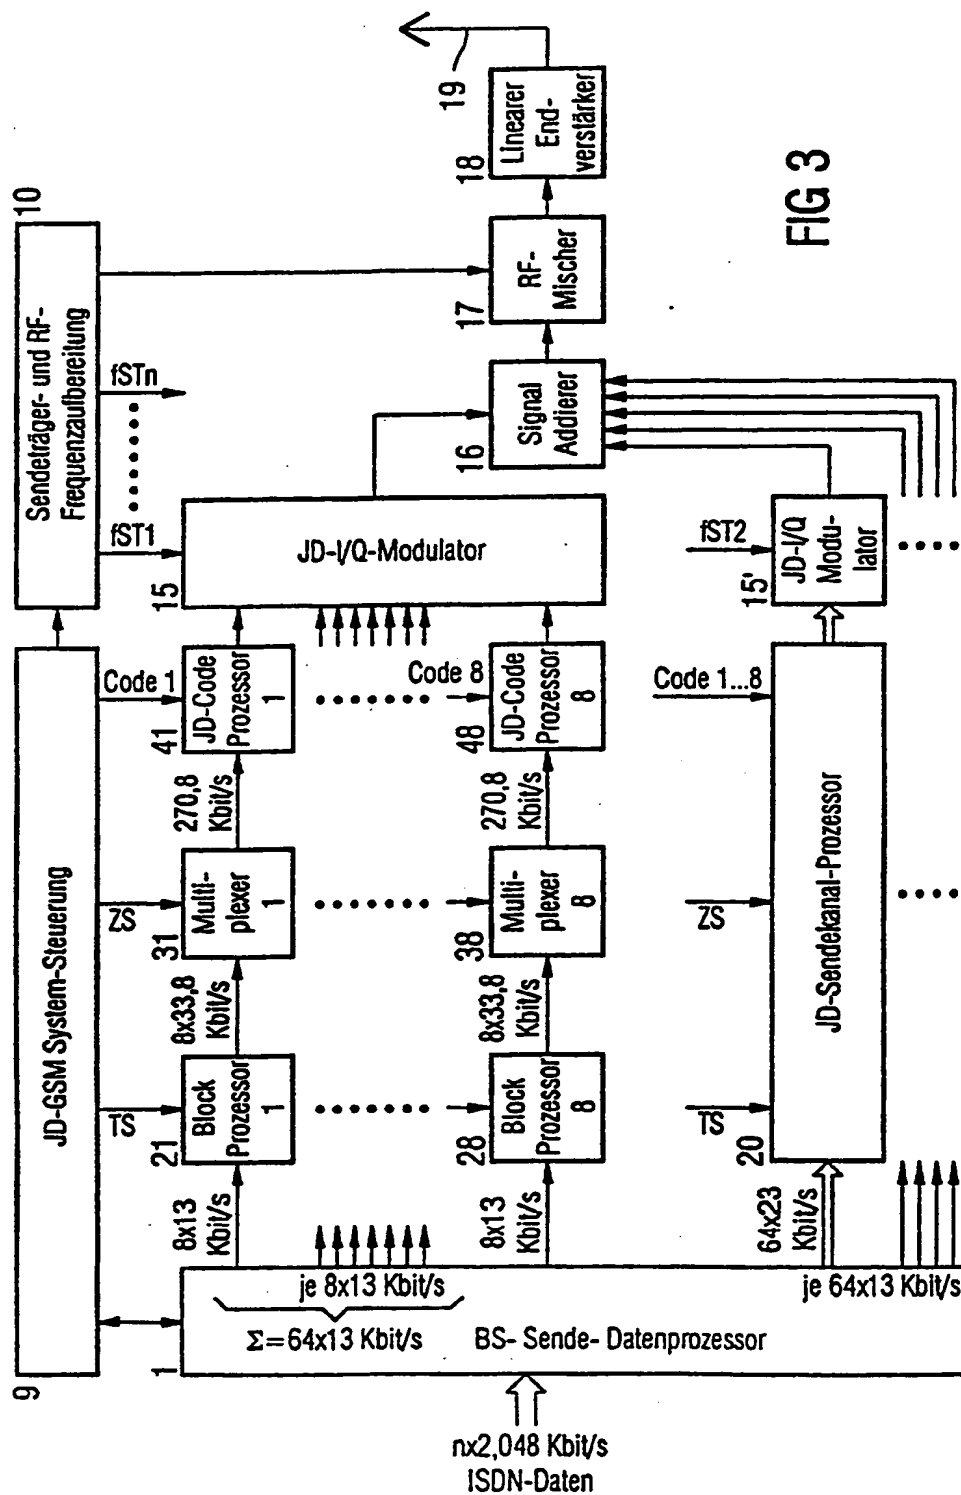 9
JD-GSM System-Steuerung
10
Sendeträger- und RF-
Frequenzaufbereitung
TS
ZS
Code 1
fST1
fSTn
1
8x13
Kbit/s
21
Block
Prozessor
1
8x33,8
Kbit/s
31
Multi-
plexer
1
270,8
Kbit/s
41
JD-Code
Prozessor
1
15
JD-I/Q-Modulator
je 8x13 Kbit/s
Σ=64x13 Kbit/s
BS- Sende- Datenprozessor
nx2,048 Kbit/s
ISDN-Daten
8x13
Kbit/s
28
Block
Prozessor
8
8x33,8
Kbit/s
38
Multi-
plexer
8
270,8
Kbit/s
Code 8
48
JD-Code
Prozessor
8
16
Signal
Addierer
17
RF-
Mischer
18
Linearer
End-
verstärker
19
64x23
Kbit/s
je 64x13 Kbit/s
20
TS
ZS
Code 1...8
JD-Sendekanal-Prozessor
fST2
15'
JD-I/Q
Modu-
lator
FIG 3